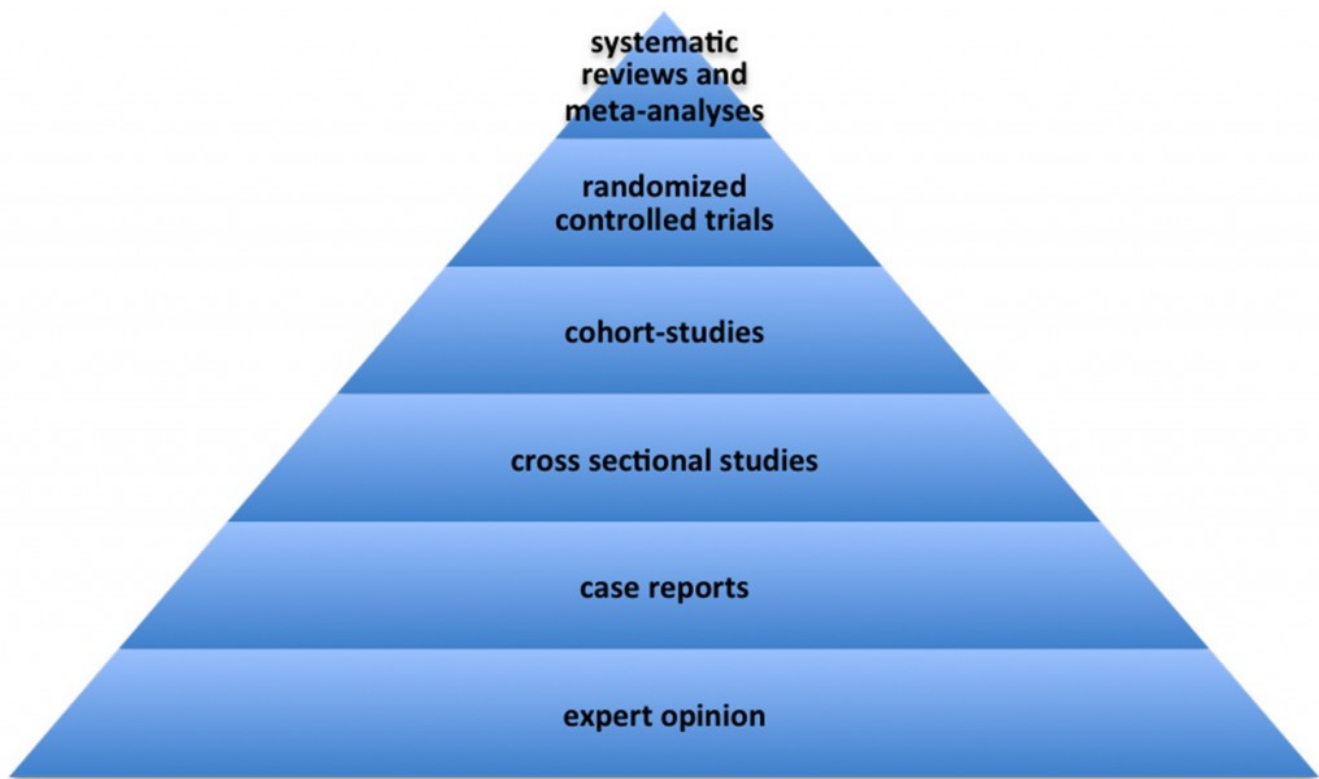 systematic
reviews and
meta-analyses
randomized
controlled trials
cohort-studies
cross sectional studies
case reports
expert opinion